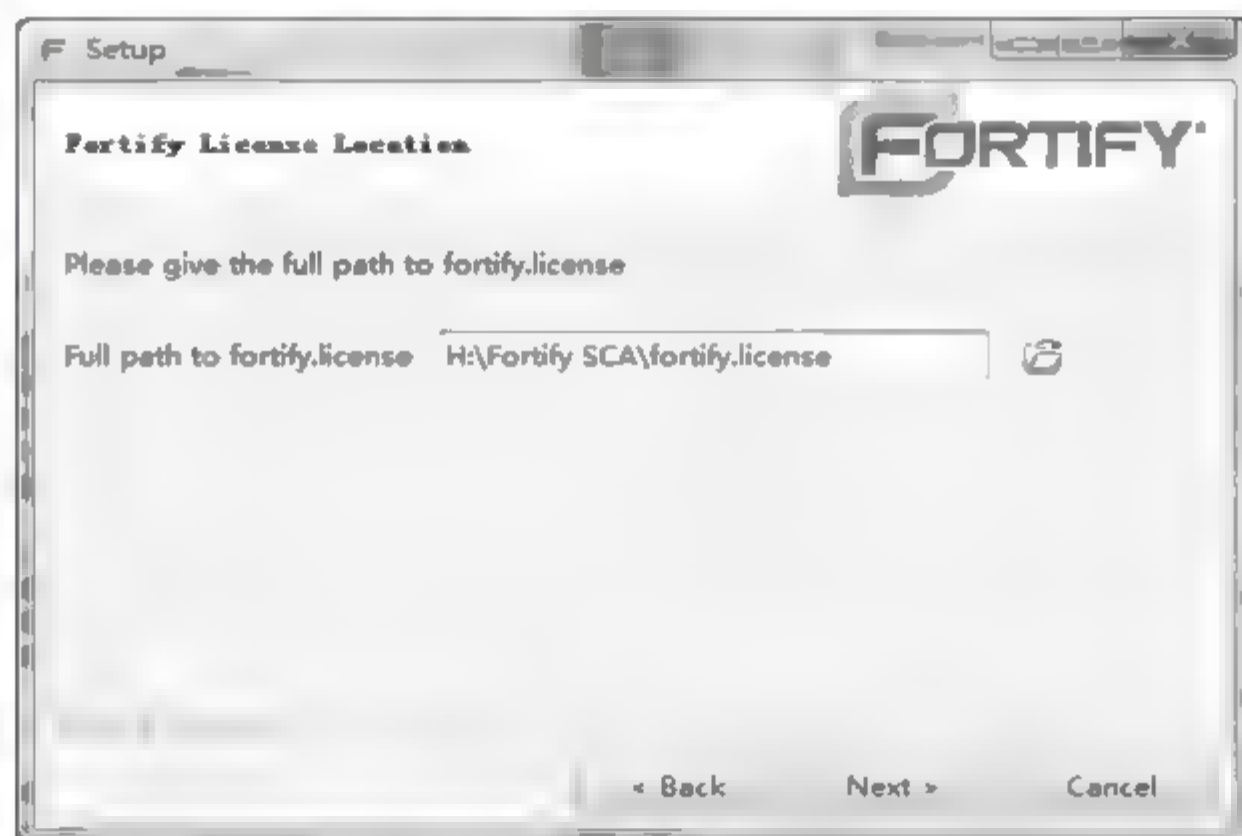 Setup
Fortify License Location
FORTIFY
Please give the full path to fortify.license
Full path to fortify.license H:\Fortify SCA\fortify.license
< Back Next > Cancel